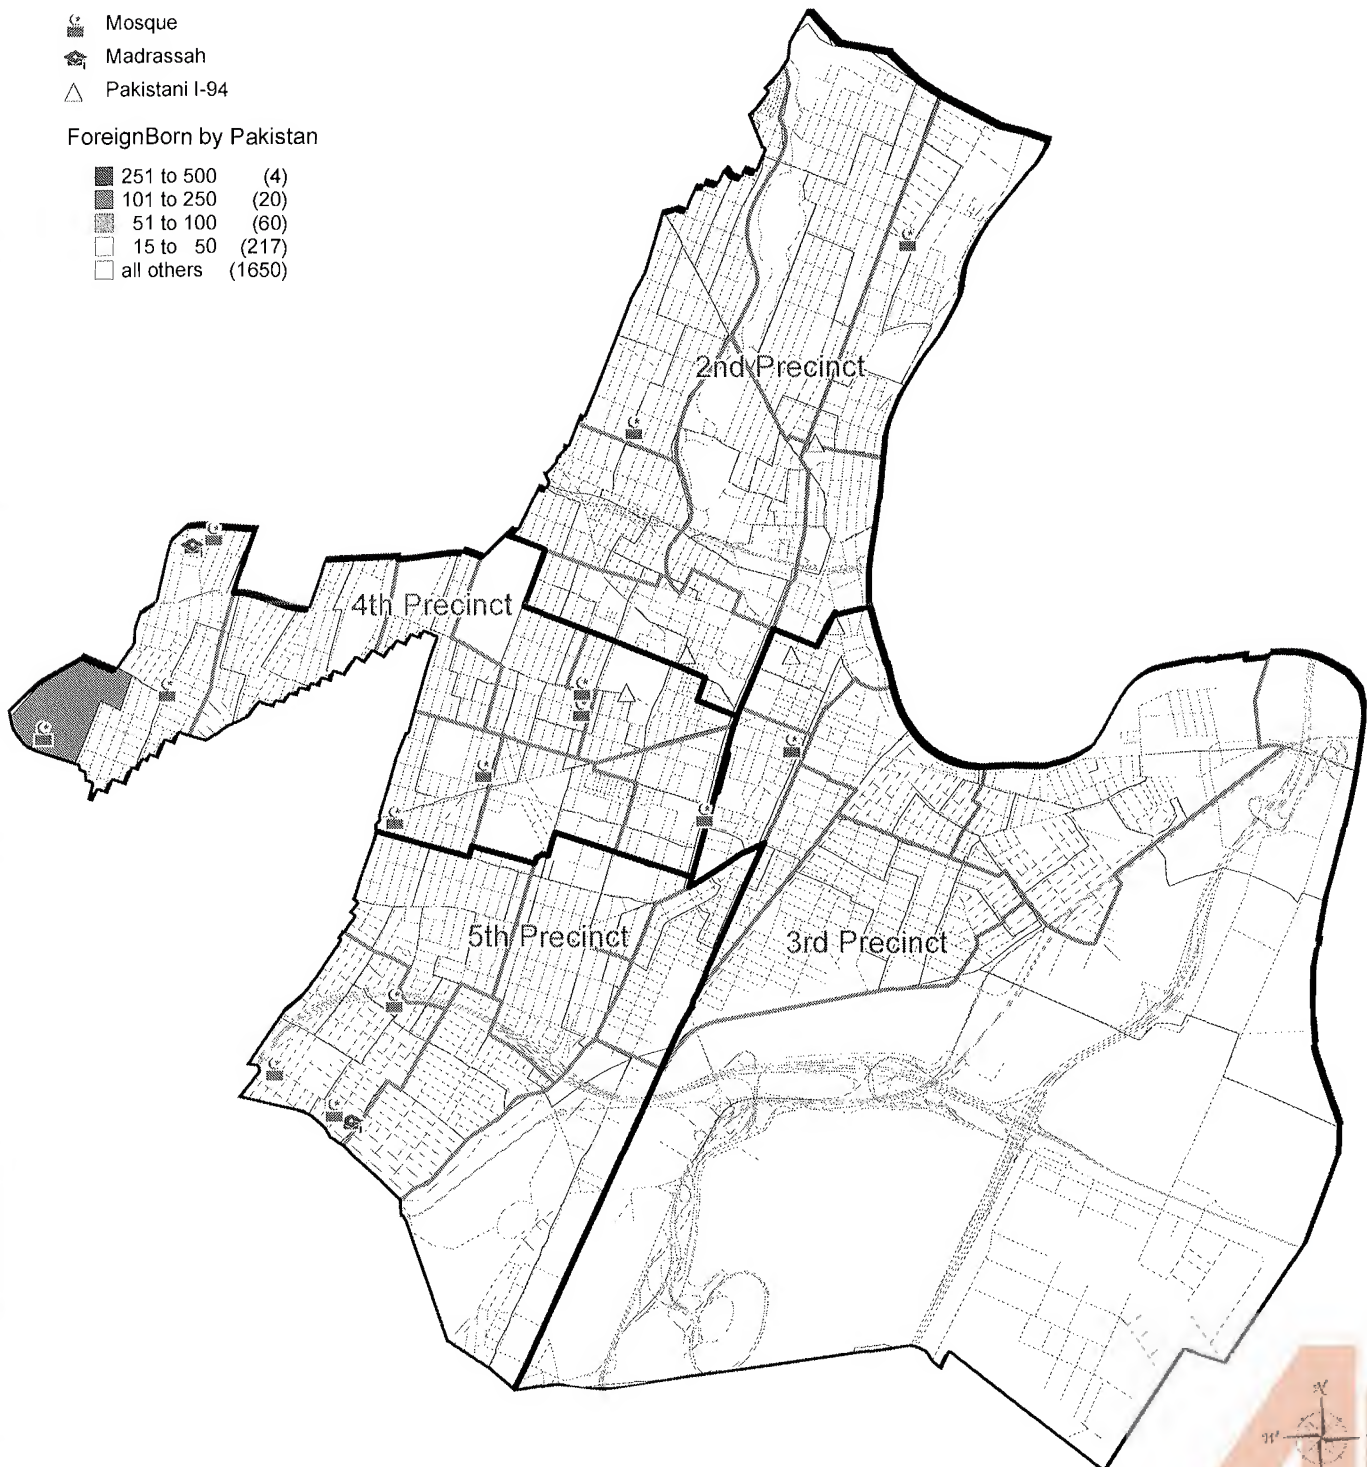 Mosque
Madrassah
Pakistani I-94
ForeignBorn by Pakistan
251 to 500 (4)
101 to 250 (20)
51 to 100 (60)
15 to 50 (217)
all others (1650)
2nd Precinct
4th Precinct
5th Precinct
3rd Precinct
N
W